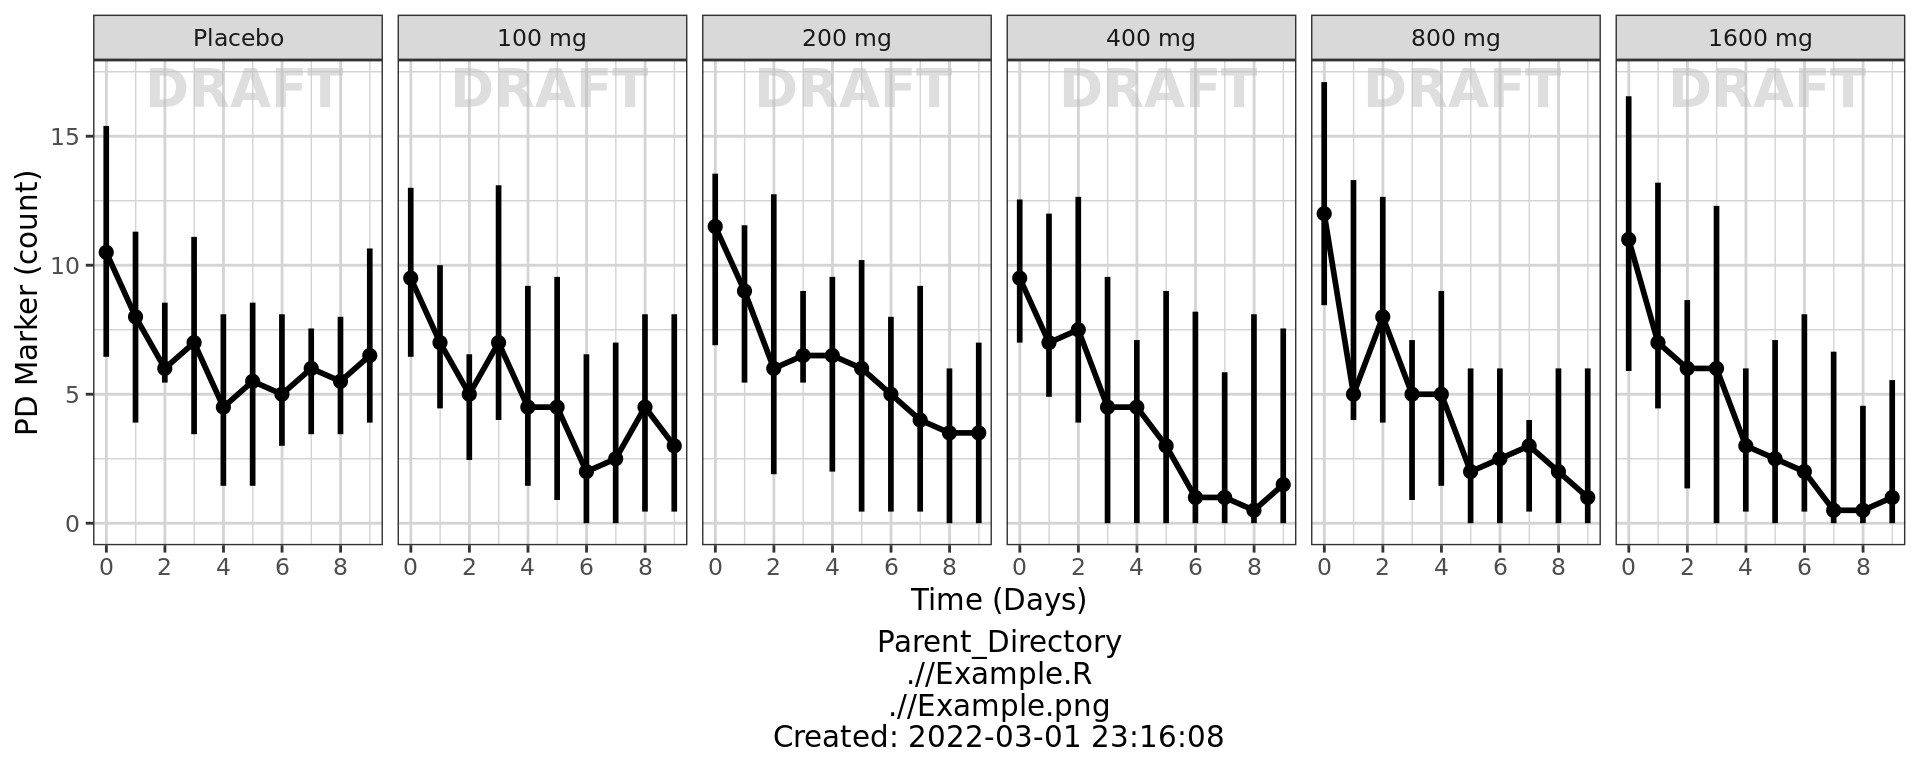 Placebo 100 mg 200 mg 400 mg 800 mg 1600 mg
DRAFT DRAFT DRAFT DRAFT DRAFT DRAFT
15
10
5
0
PD Marker (count)
0 2 4 6 8 0 2 4 6 8 0 2 4 6 8 0 2 4 6 8 0 2 4 6 8 0 2 4 6 8
Time (Days)
Parent_Directory
.//Example.R
.//Example.png
Created: 2022-03-01 23:16:08